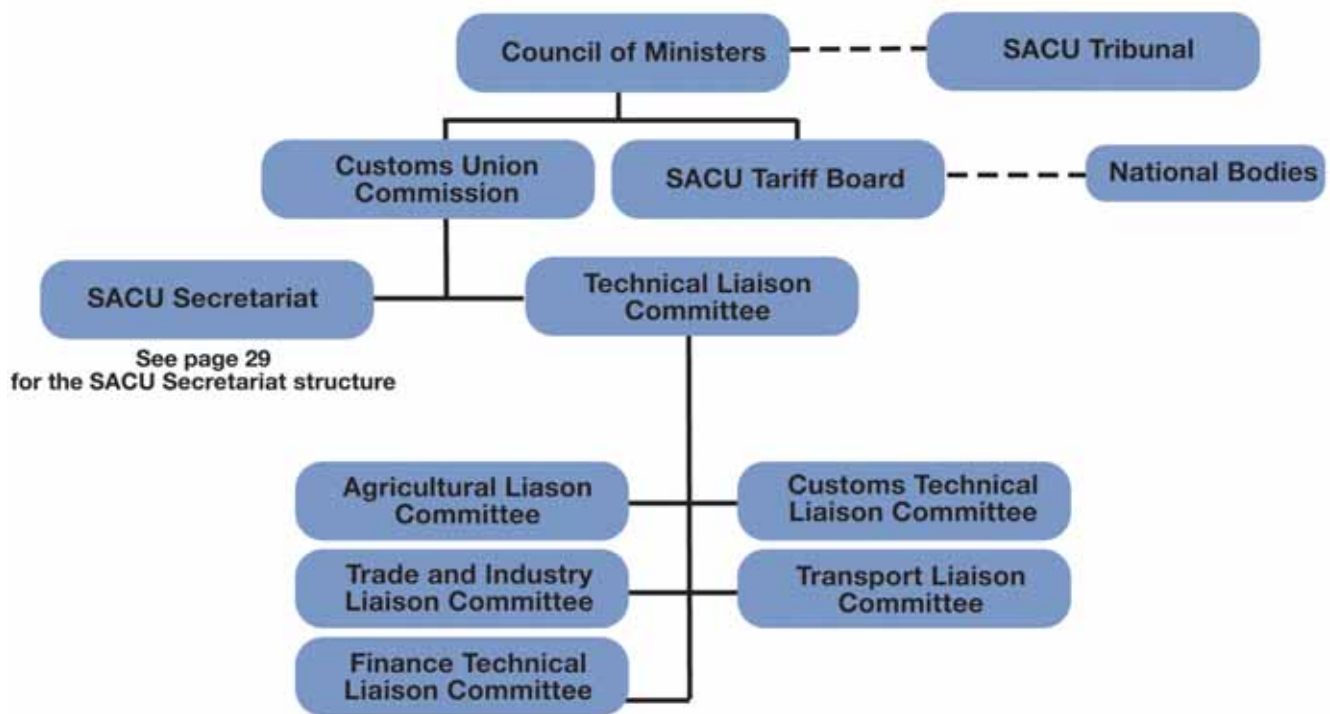 Council of Ministers
SACU Tribunal
Customs Union
Commission
SACU Tariff Board
National Bodies
SACU Secretariat
Technical Liaison
Committee
See page 29
for the SACU Secretariat structure
Agricultural Liason
Committee
Customs Technical
Liaison Committee
Trade and Industry
Liaison Committee
Transport Liaison
Committee
Finance Technical
Liaison Committee